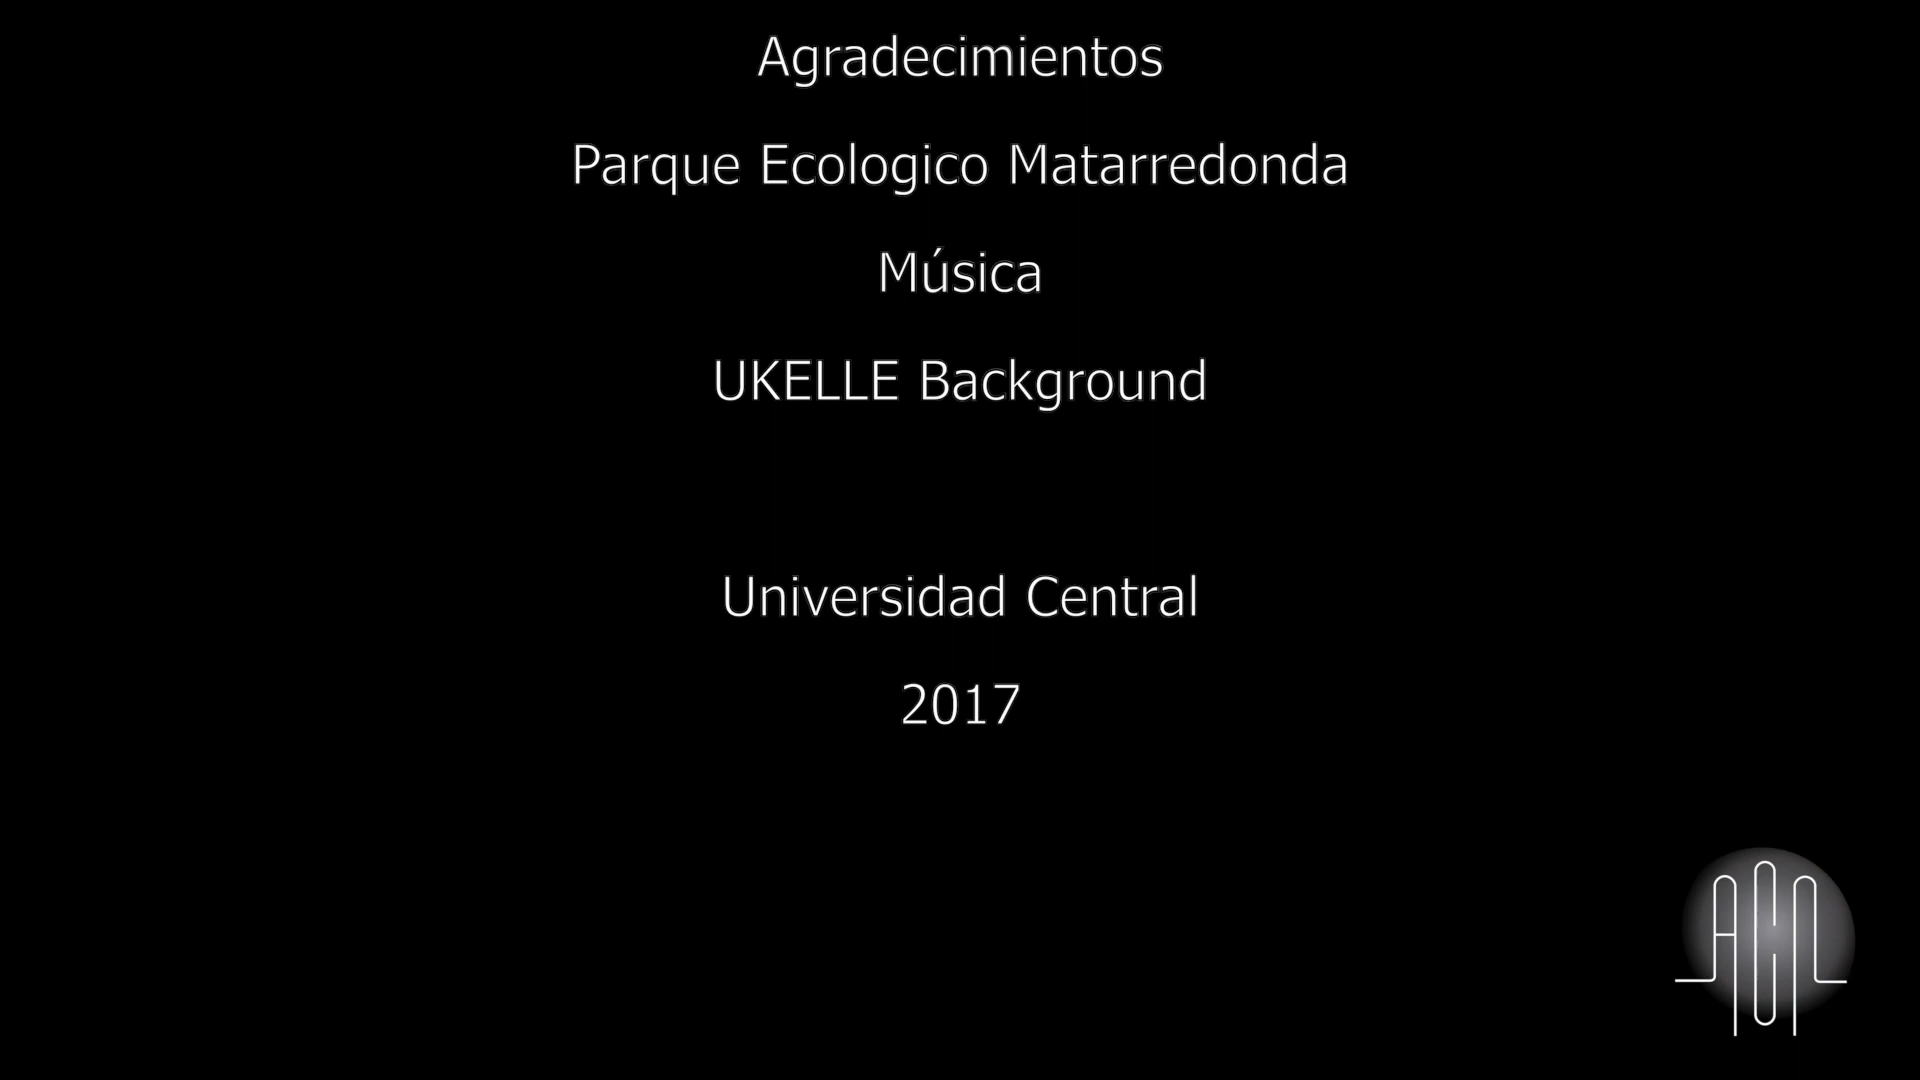 Agradecimientos
Parque Ecologico Matarredonda
Música
UKELLE Background
Universidad Central
2017